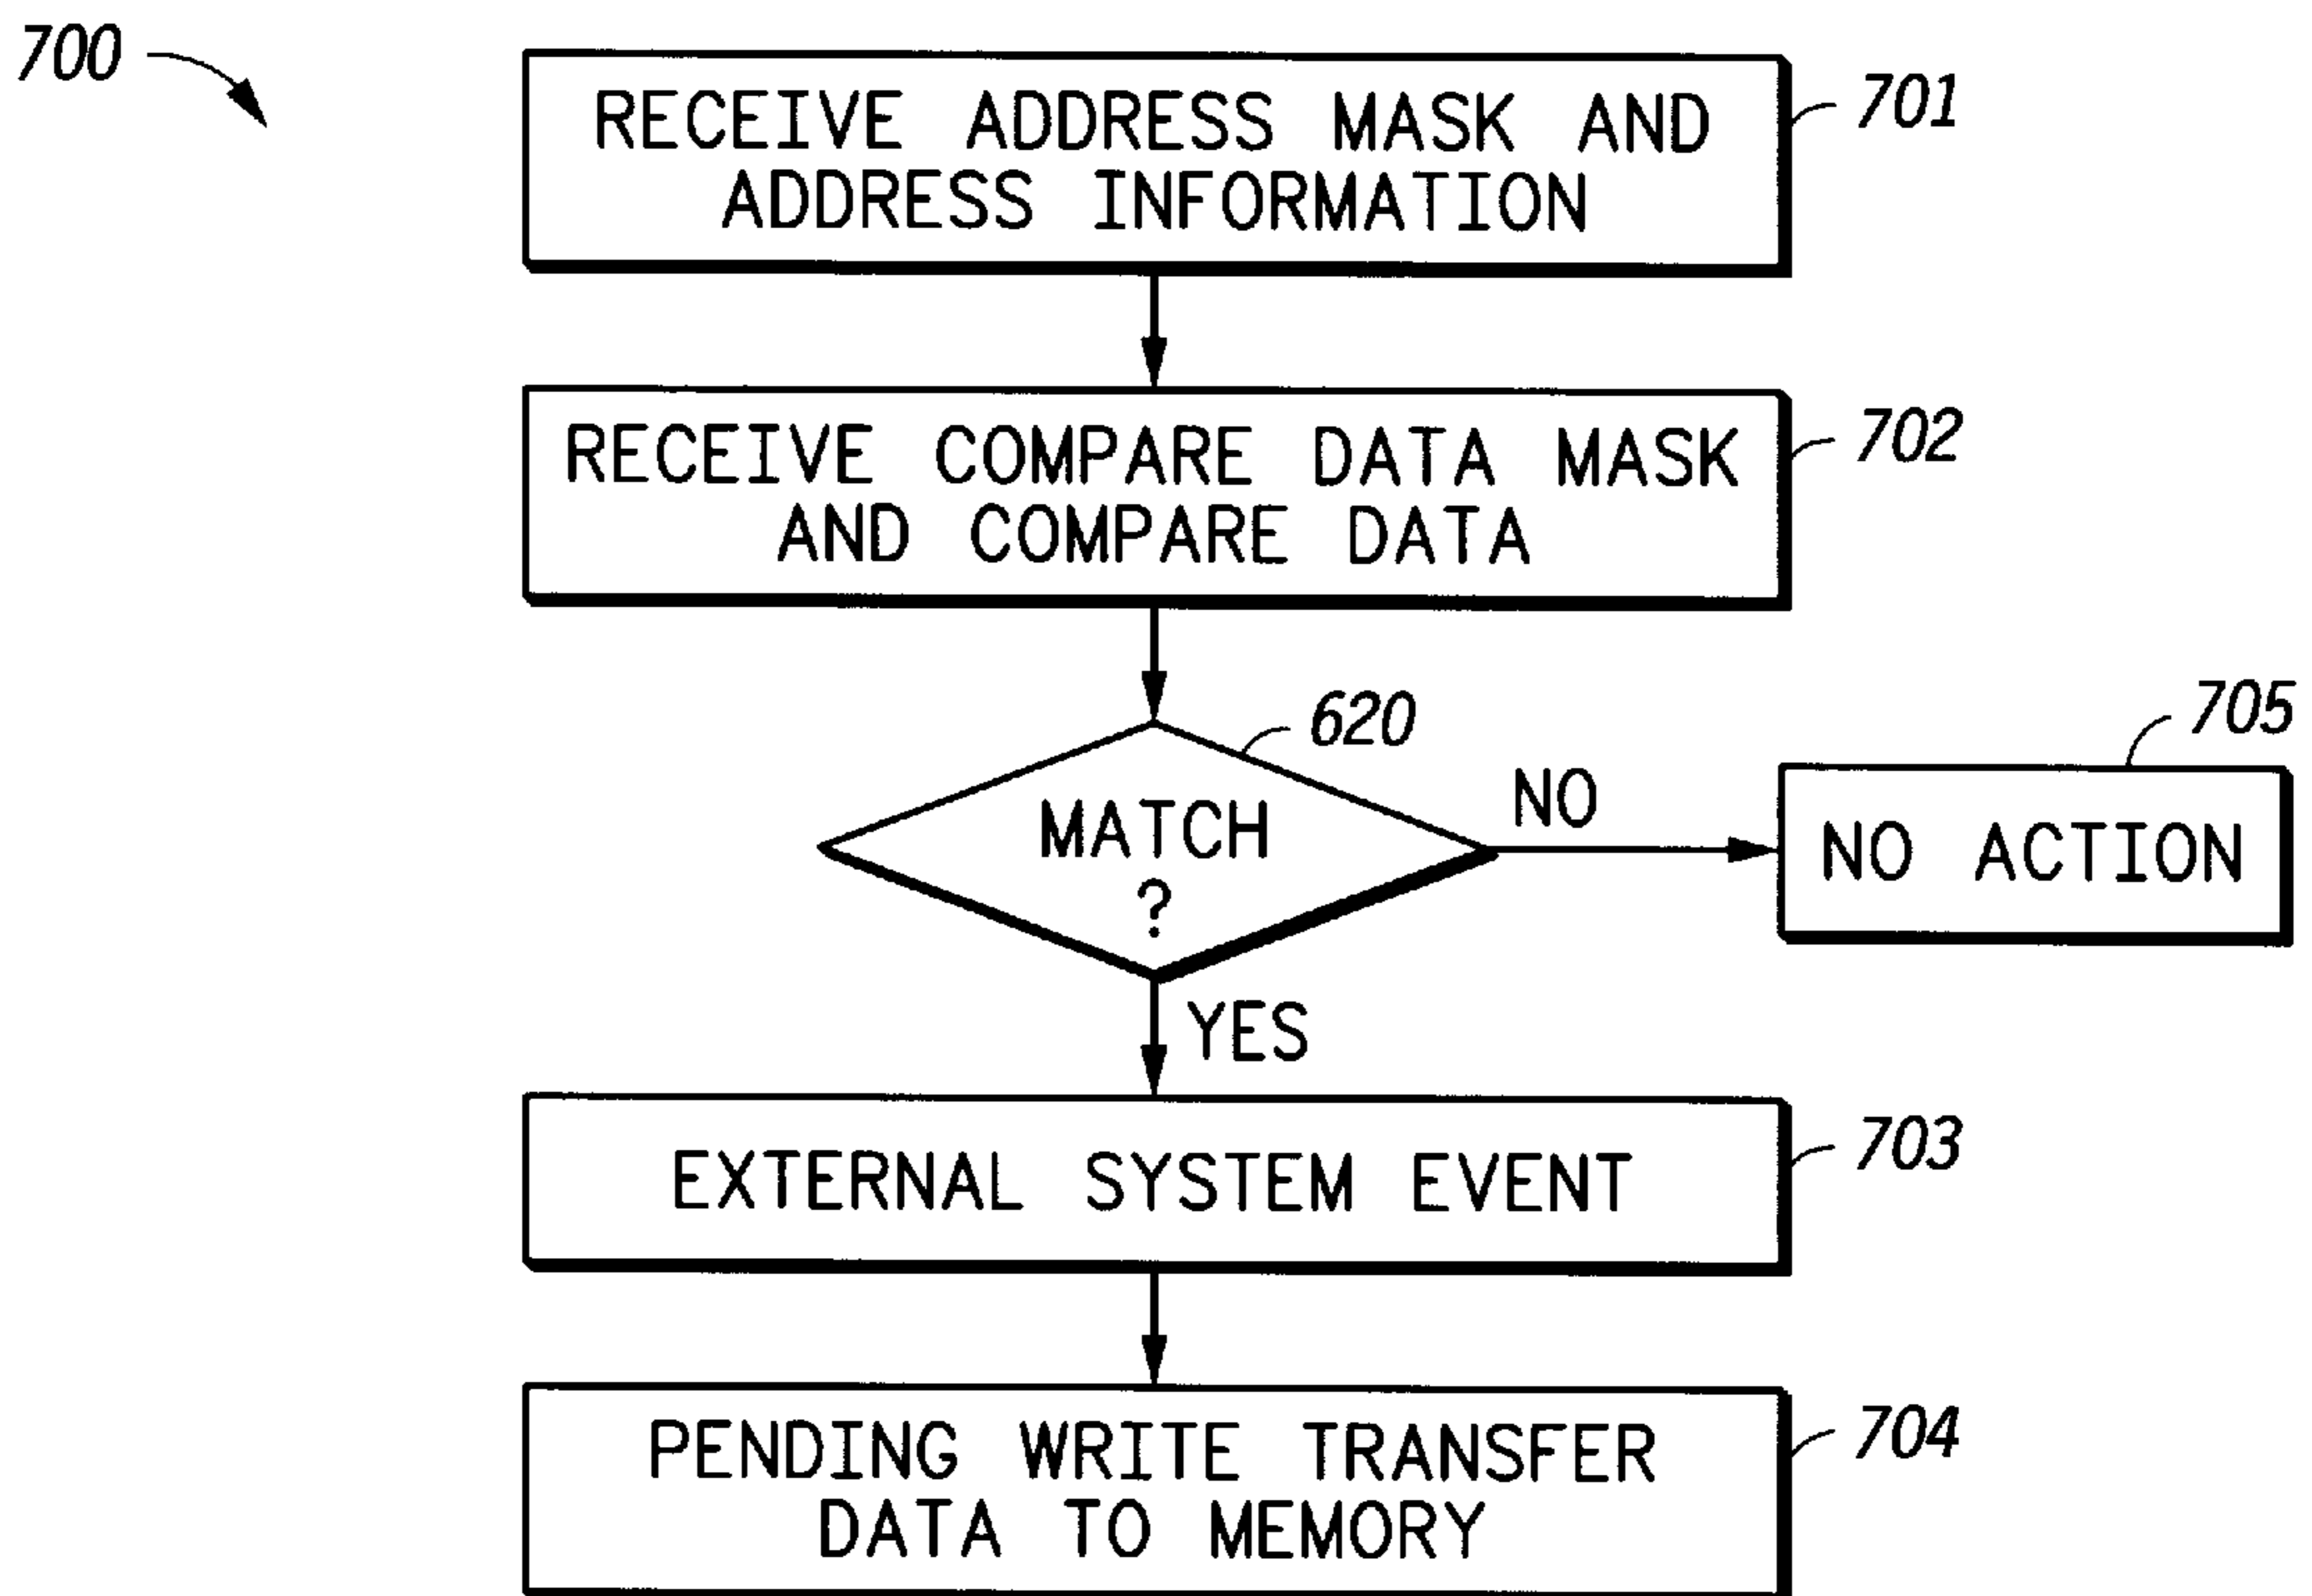 700
RECEIVE ADDRESS MASK AND
ADDRESS INFORMATION
701
RECEIVE COMPARE DATA MASK
AND COMPARE DATA
702
620
MATCH
?
NO
705
NO ACTION
YES
EXTERNAL SYSTEM EVENT
703
PENDING WRITE TRANSFER
DATA TO MEMORY
704